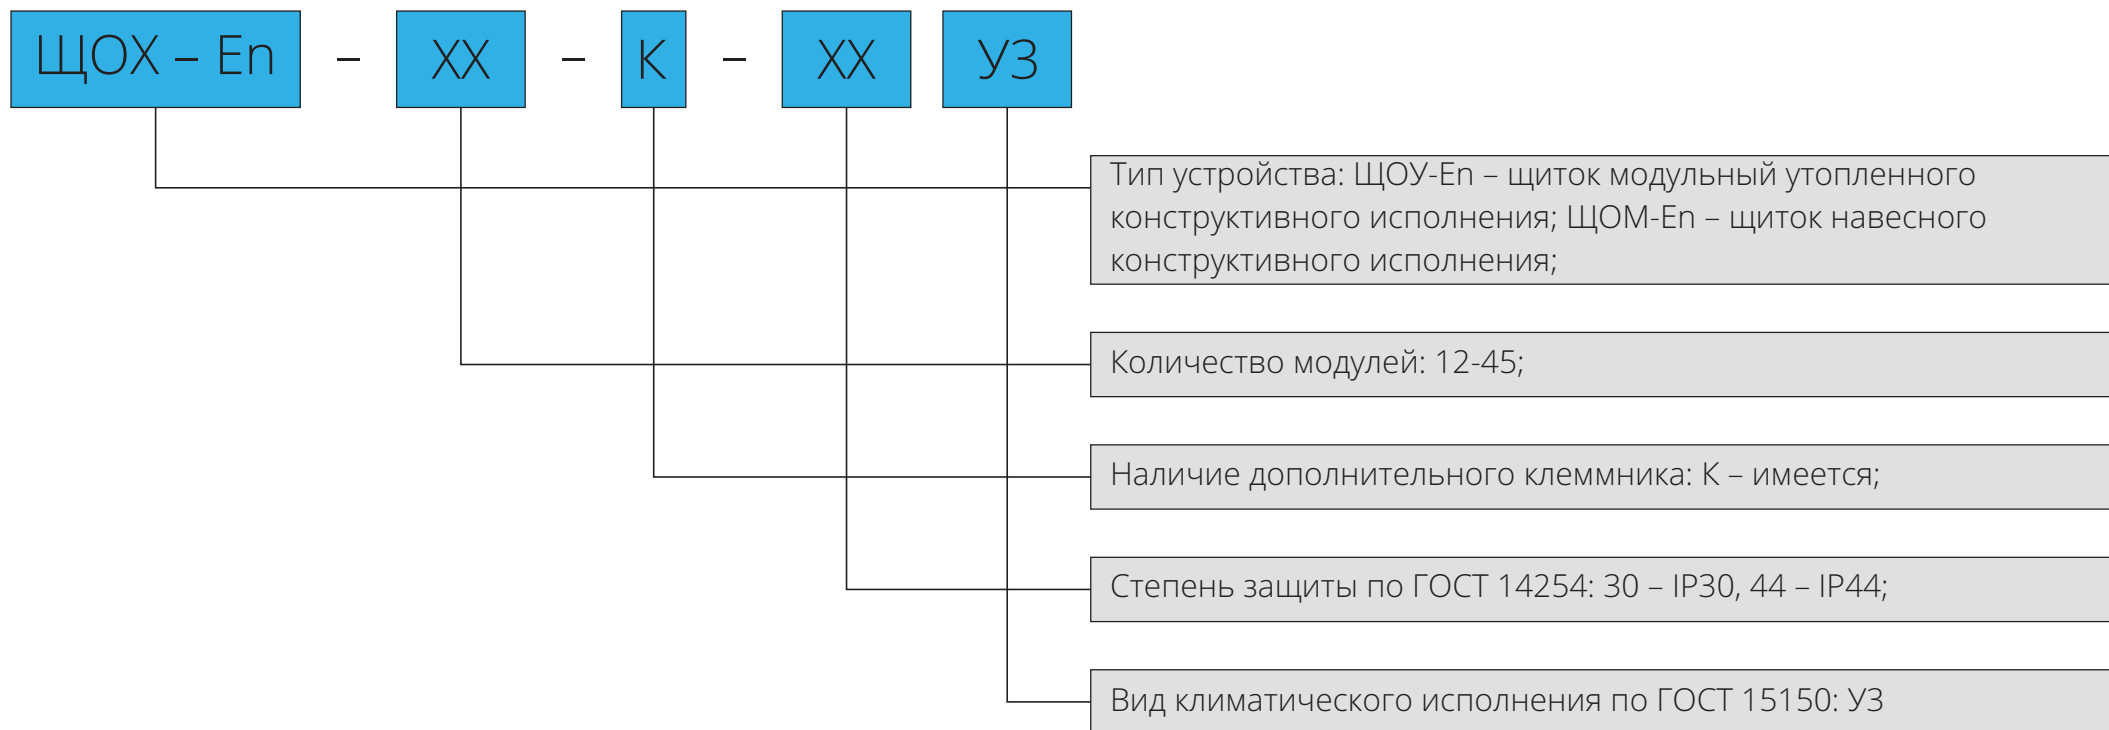 ЩОХ – En – ХХ – К – ХХ У3
Тип устройства: ЩОУ-En – щиток модульный утопленного
конструктивного исполнения; ЩОМ-En – щиток навесного
конструктивного исполнения;
Количество модулей: 12-45;
Наличие дополнительного клеммника: К – имеется;
Степень защиты по ГОСТ 14254: 30 – IP30, 44 – IP44;
Вид климатического исполнения по ГОСТ 15150: У3